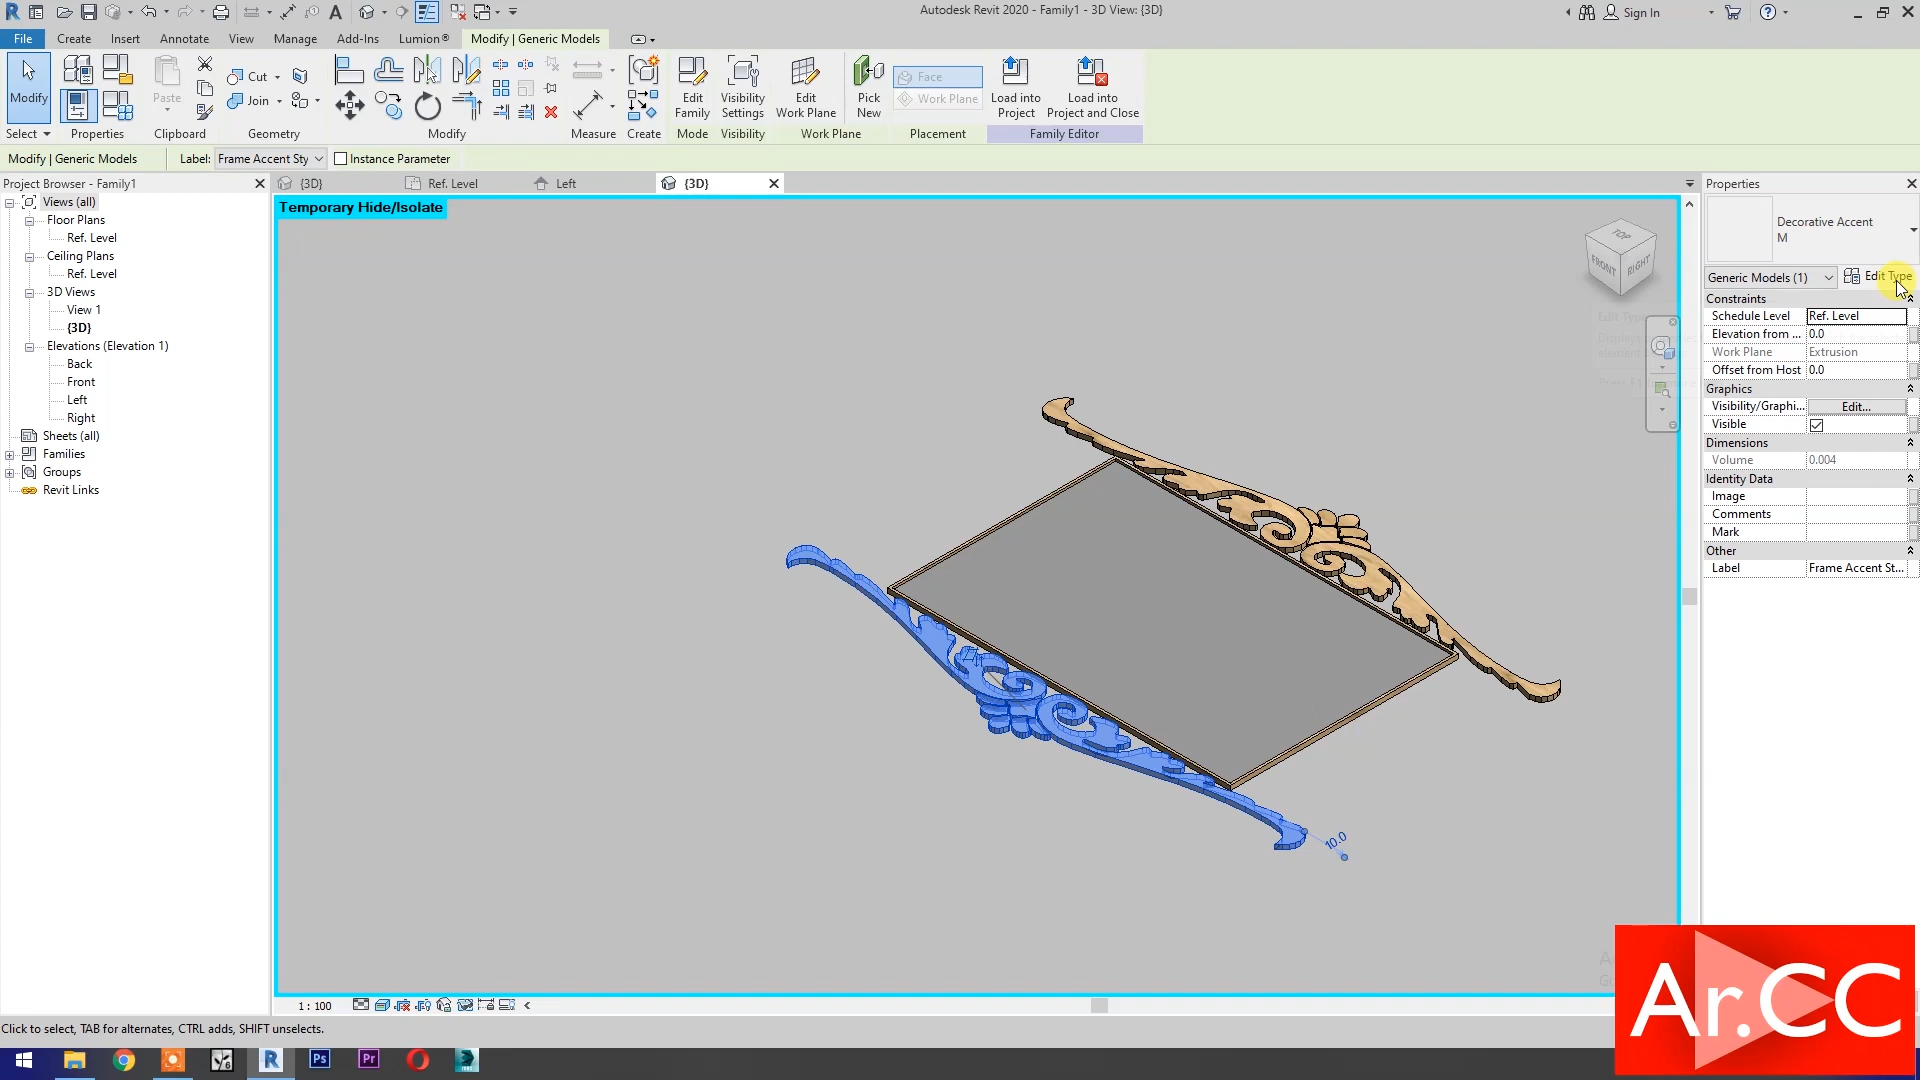 Autodesk Revit 2020 - Family1 - 3D View: {3D}
Sign In
File Create Insert Annotate View Manage Add-Ins Lumion® Modify | Generic Models
Modify
Paste
Cut
Join
Edit Family
Visibility Settings
Edit Work Plane
Pick New
Face
Work Plane
Load into Project
Load into Project and Close
Select Properties Clipboard Geometry Modify Measure Create Mode Visibility Work Plane Placement Family Editor
Modify | Generic Models Label: Frame Accent Sty Instance Parameter
Project Browser - Family1
{3D} Ref. Level Left {3D}
Views (all)
Floor Plans
Ref. Level
Ceiling Plans
Ref. Level
3D Views
View 1
{3D}
Elevations (Elevation 1)
Back
Front
Left
Right
Sheets (all)
Families
Groups
Revit Links
Temporary Hide/Isolate
TOP
FRONT RIGHT
10.0
Properties
Decorative Accent
M
Generic Models (1) Edit Type
Constraints
Schedule Level Ref. Level
Elevation from ... 0.0
Work Plane Extrusion
Offset from Host 0.0
Graphics
Visibility/Graphi... Edit...
Visible
Dimensions
Volume 0.004
Identity Data
Image
Comments
Mark
Other
Label Frame Accent St...
1 : 100
Click to select, TAB for alternates, CTRL adds, SHIFT unselects.
Ar.CC
R Ps Pr